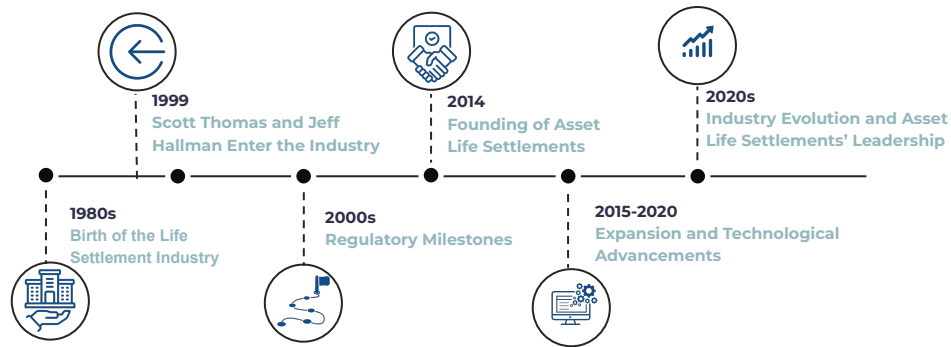 1999
Scott Thomas and Jeff
Hallman Enter the Industry
2014
Founding of Asset
Life Settlements
2020s
Industry Evolution and Asset
Life Settlements’ Leadership
1980s
Birth of the Life
Settlement Industry
2000s
Regulatory Milestones
2015-2020
Expansion and Technological
Advancements